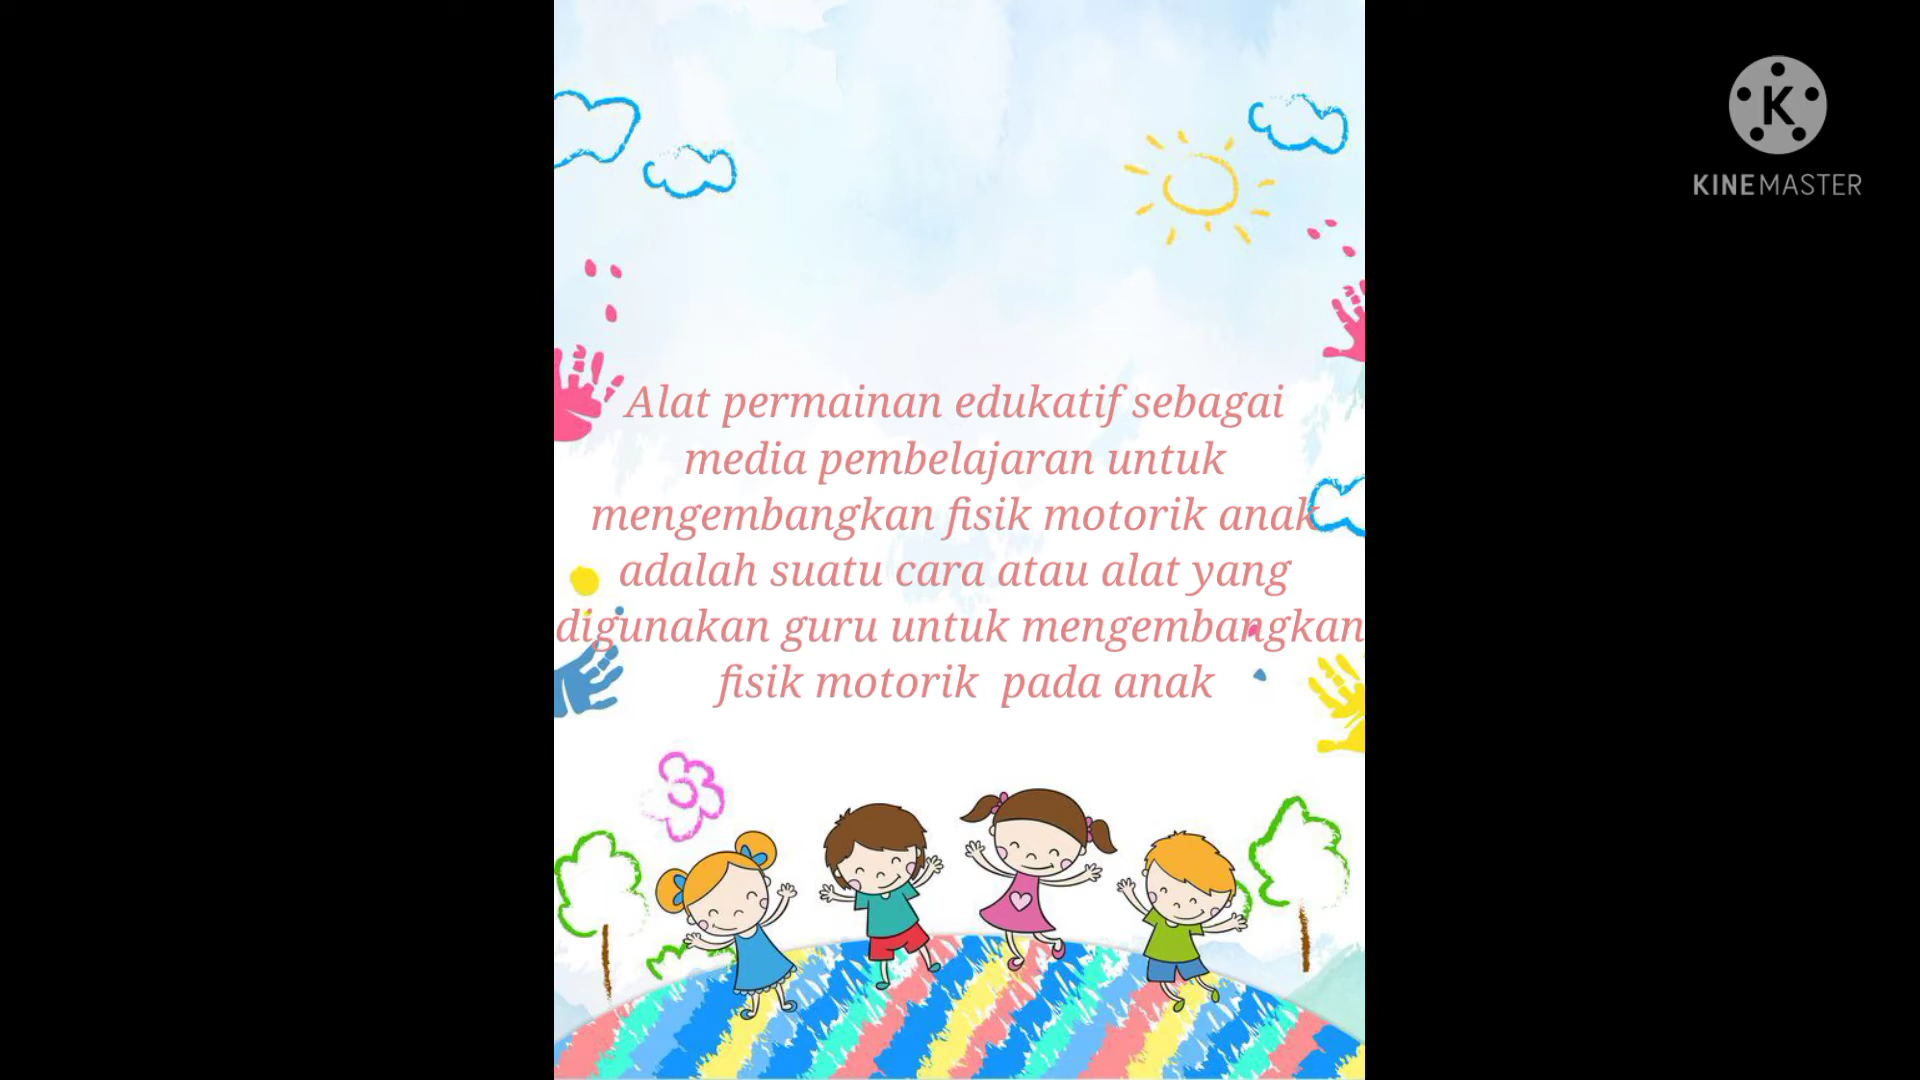 KINEMASTER
Alat permainan edukatif sebagai
media pembelajaran untuk
mengembangkan fisik motorik anak
adalah suatu cara atau alat yang
digunakan guru untuk mengembangkan
fisik motorik  pada anak